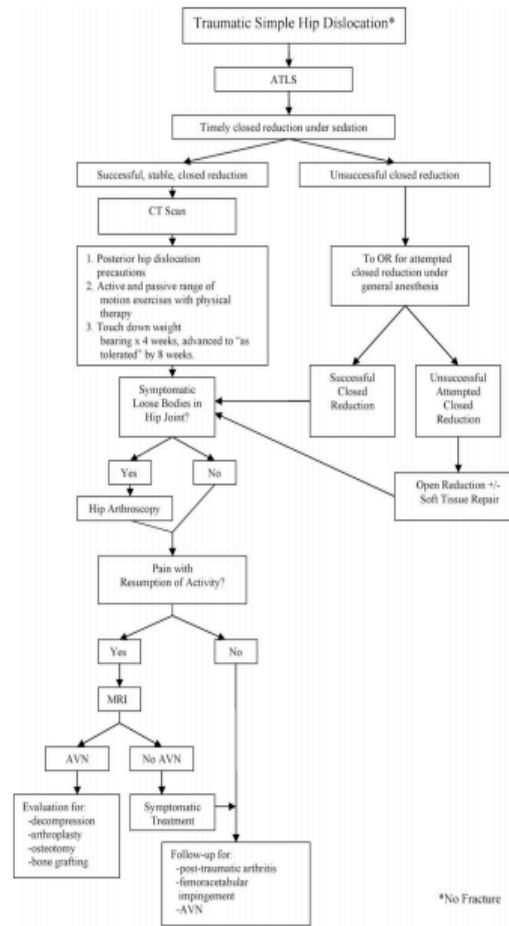 Traumatic Simple Hip Dislocation*
ATLS
Timely closed reduction under sedation
Successful, stable, closed reduction
Unsuccessful closed reduction
CT Scan
1. Posterior hip dislocation
precautions
2. Active and passive range of
motion exercises with physical
therapy
3. Touch down weight
bearing x 4 weeks, advanced to "as
tolerated" by 8 weeks.
To OR for attempted
closed reduction under
general anesthesia
Successful
Closed
Reduction
Unsuccessful
Attempted
Closed
Reduction
Symptomatic
Loose Bodies in
Hip Joint?
Yes
No
Hip Arthroscopy
Open Reduction +/-
Soft Tissue Repair
Pain with
Resumption of Activity?
Yes
No
MRI
AVN
No AVN
Evaluation for:
-decompression
-arthroplasty
-osteotomy
-bone grafting
Symptomatic
Treatment
Follow-up for:
-post-traumatic arthritis
-femoracetabular
impingement
-AVN
*No Fracture